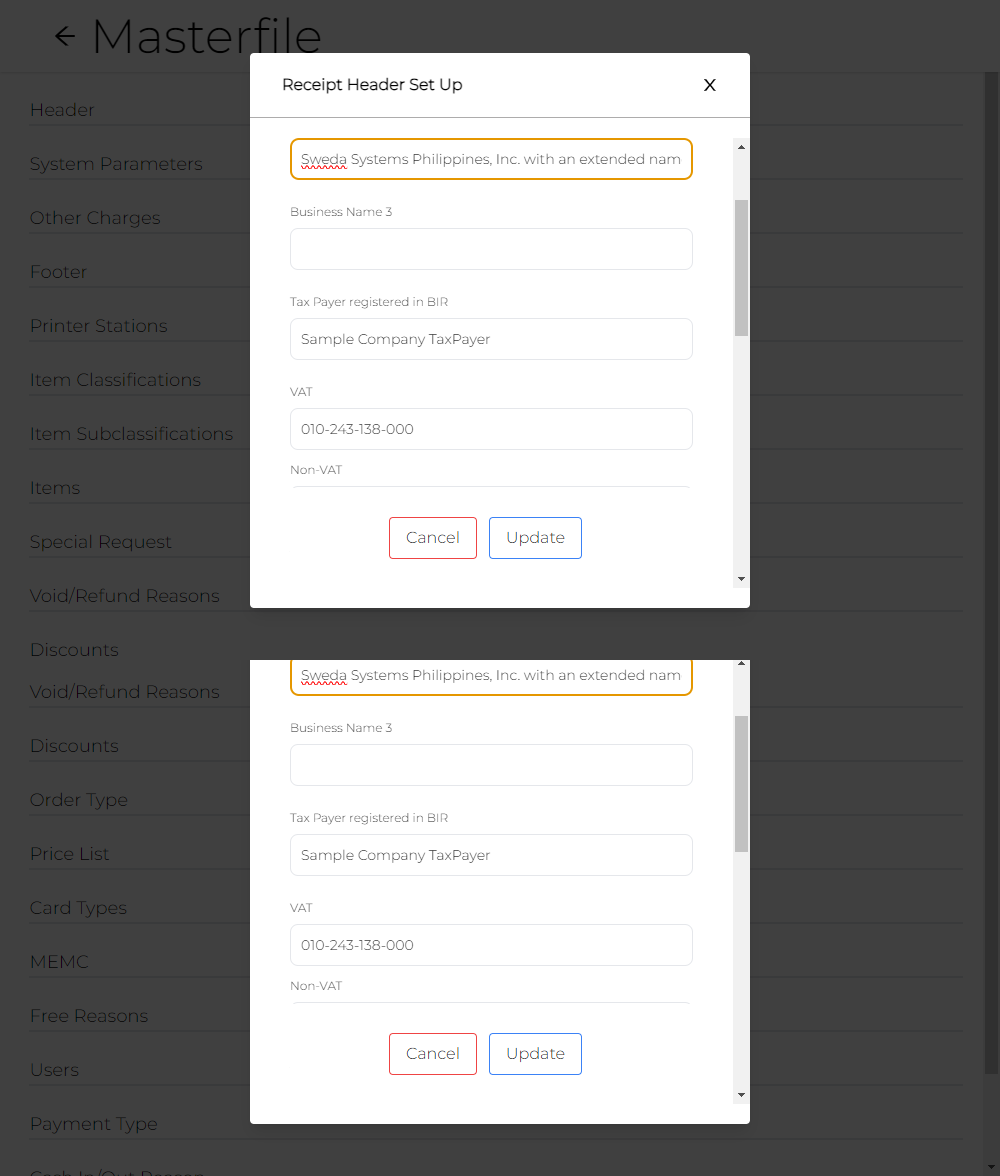 ← Masterfile
Receipt Header Set Up
X
Header
System Parameters
Other Charges
Footer
Printer Stations
Item Classifications
Item Subclassifications
Items
Special Request
Void/Refund Reasons
Discounts
Void/Refund Reasons
Discounts
Order Type
Price List
Card Types
MEMC
Free Reasons
Users
Payment Type
Cash In/Out Reason
Sweda Systems Philippines, Inc. with an extended nam
Business Name 3
Tax Payer registered in BIR
Sample Company TaxPayer
VAT
010-243-138-000
Non-VAT
Cancel
Update
Sweda Systems Philippines, Inc. with an extended nam
Business Name 3
Tax Payer registered in BIR
Sample Company TaxPayer
VAT
010-243-138-000
Non-VAT
Cancel
Update